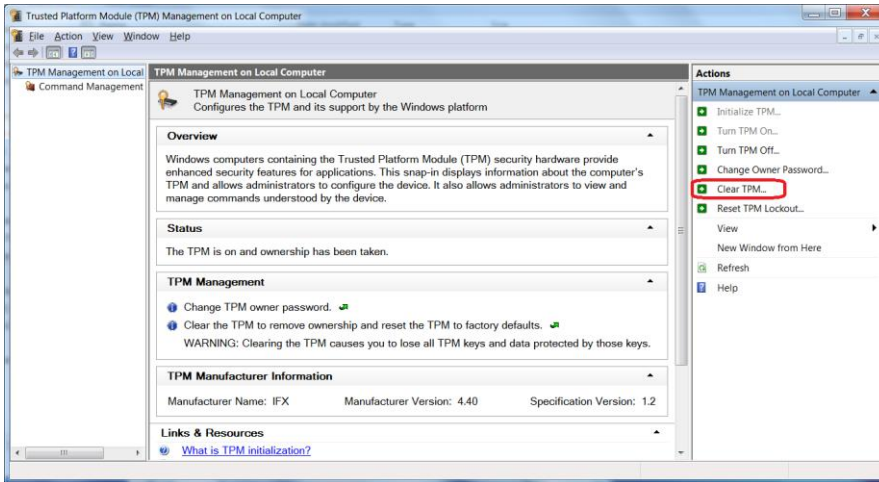 Trusted Platform Module (TPM) Management on Local Computer
File Action View Window Help
TPM Management on Local
Command Management
TPM Management on Local Computer
TPM Management on Local Computer
Configures the TPM and its support by the Windows platform
Overview
Windows computers containing the Trusted Platform Module (TPM) security hardware provide
enhanced security features for applications. This snap-in displays information about the computer's
TPM and allows administrators to configure the device. It also allows administrators to view and
manage commands understood by the device.
Status
The TPM is on and ownership has been taken.
TPM Management
Change TPM owner password.
Clear the TPM to remove ownership and reset the TPM to factory defaults.
WARNING: Clearing the TPM causes you to lose all TPM keys and data protected by those keys.
TPM Manufacturer Information
Manufacturer Name: IFX Manufacturer Version: 4.40 Specification Version: 1.2
Links & Resources
What is TPM initialization?
Actions
TPM Management on Local Computer
Initialize TPM...
Turn TPM On...
Turn TPM Off...
Change Owner Password...
Clear TPM...
Reset TPM Lockout...
View
New Window from Here
Refresh
Help